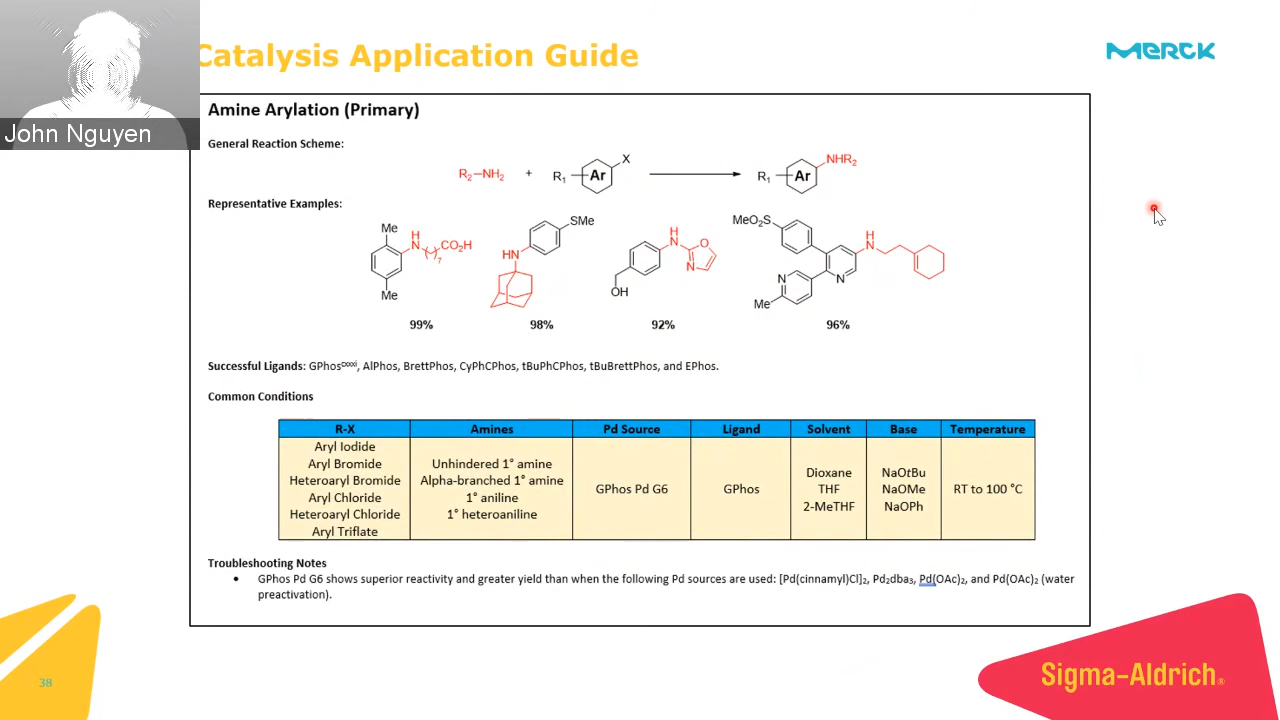 Catalysis Application Guide
MERCK
John Nguyen
Amine Arylation (Primary)
General Reaction Scheme:
R₂–NH₂ + R₁ Ar X NHR₂ R₁ Ar
Representative Examples:
Me H N 7 CO₂H Me
SMe HN
H N O N OH
MeO₂S H N N N Me
99% 98% 92% 96%
Successful Ligands: GPhosᶜˣˣˣⁱ, AlPhos, BrettPhos, CyPhCPhos, tBuPhCPhos, tBuBrettPhos, and EPhos.
Common Conditions
R-X Amines Pd Source Ligand Solvent Base Temperature
Aryl Iodide
Aryl Bromide
Heteroaryl Bromide
Aryl Chloride
Heteroaryl Chloride
Aryl Triflate
Unhindered 1° amine
Alpha-branched 1° amine
1° aniline
1° heteroaniline
GPhos Pd G6
GPhos
Dioxane
THF
2-MeTHF
NaOtBu
NaOMe
NaOPh
RT to 100 °C
Troubleshooting Notes
• GPhos Pd G6 shows superior reactivity and greater yield than when the following Pd sources are used: [Pd(cinnamyl)Cl]₂, Pd₂dba₃, Pd(OAc)₂, and Pd(OAc)₂ (water
preactivation).
38
Sigma-Aldrich®